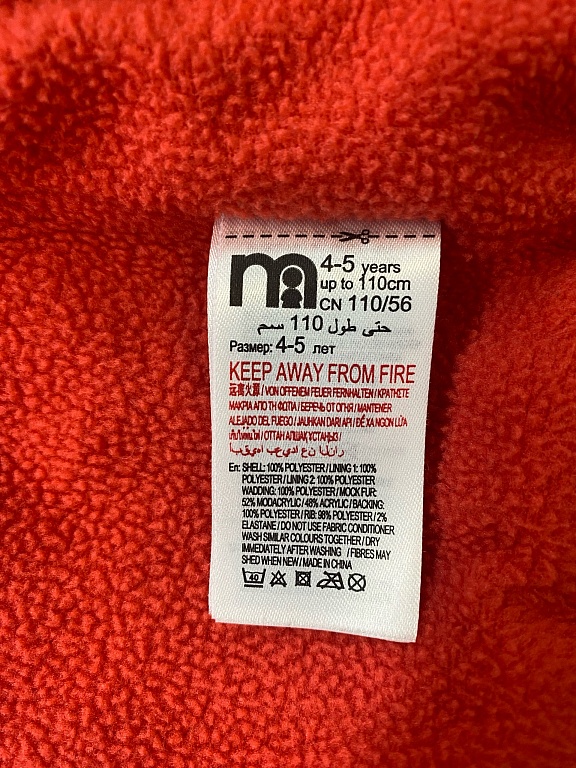 m
4-5 years
up to 110cm
CN 110/56
حتى طول 110 سم
Размер: 4-5 лет
KEEP AWAY FROM FIRE
远离火源 / VON OFFENEM FEUER FERNHALTEN / ΚΡΑΤΗΣΤΕ
ΜΑΚΡΙΑ ΑΠΟ ΤΗ ΦΩΤΙΑ / БЕРЕЧЬ ОТ ОГНЯ / MANTENER
ALEJADO DEL FUEGO / JAUHKAN DARI API / ĐỂ XA NGỌN LỬA
/ ОТТАН АЛШАҚ ҰСТАҢЫЗ /
En: SHELL: 100% POLYESTER / LINING 1: 100%
POLYESTER / LINING 2: 100% POLYESTER
WADDING: 100% POLYESTER / MOCK FUR:
52% MODACRYLIC / 48% ACRYLIC / BACKING:
100% POLYESTER / RIB: 98% POLYESTER / 2%
ELASTANE / DO NOT USE FABRIC CONDITIONER
WASH SIMILAR COLOURS TOGETHER / DRY
IMMEDIATELY AFTER WASHING / FIBRES MAY
SHED WHEN NEW / MADE IN CHINA
40